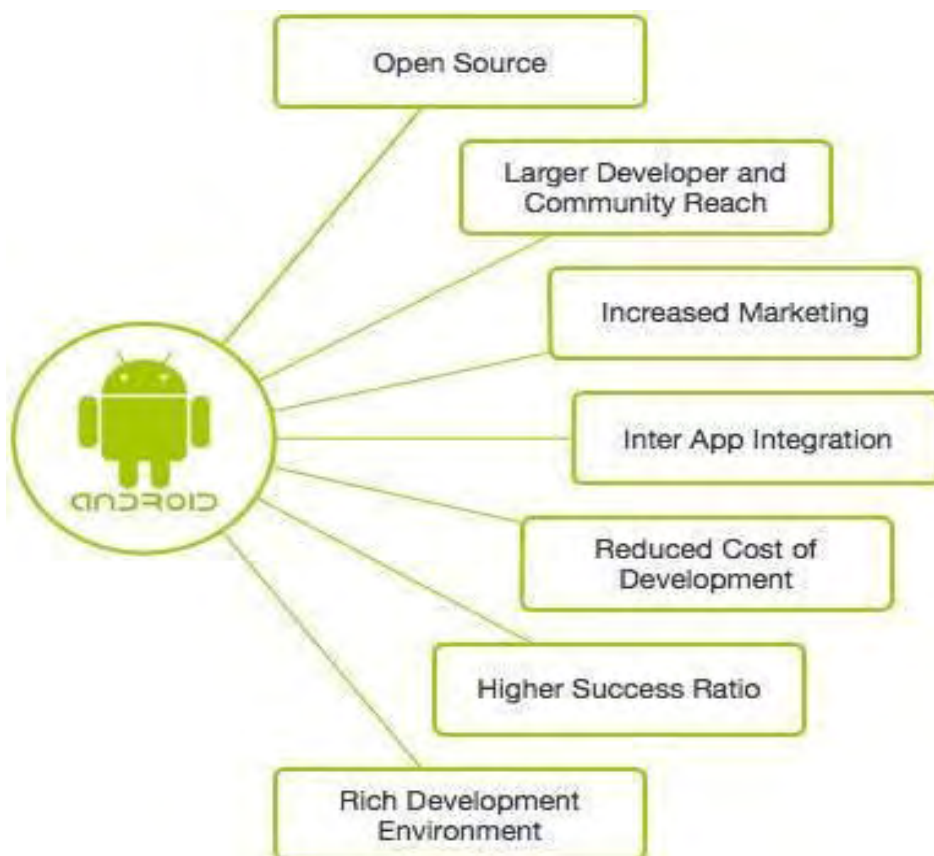 Open Source
Larger Developer and
Community Reach
Increased Marketing
Inter App Integration
ANDROID
Reduced Cost of
Development
Higher Success Ratio
Rich Development
Environment